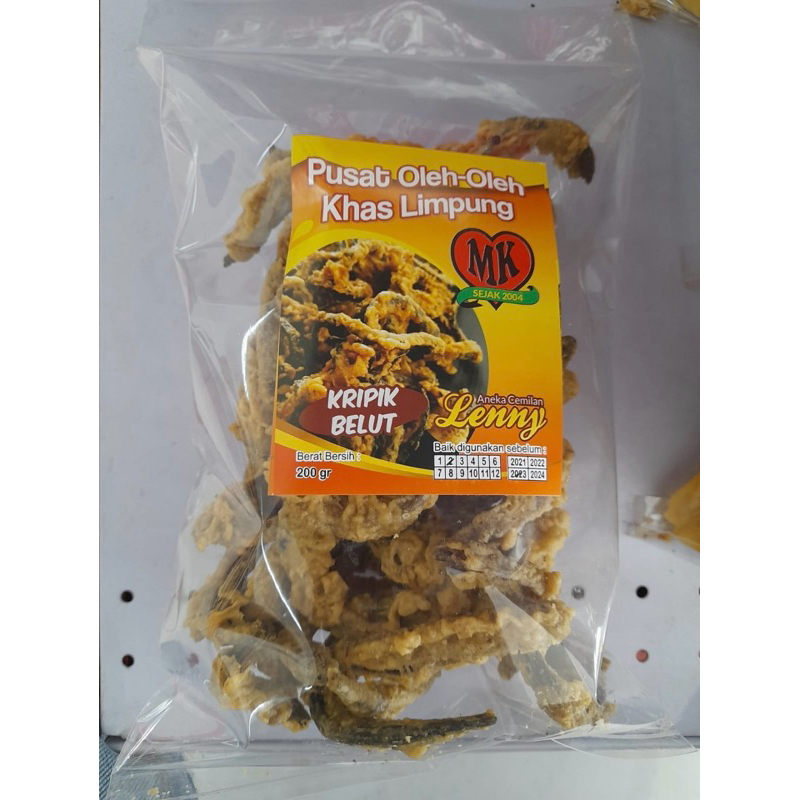 Pusat Oleh-Oleh
Khas Limpung
MK
SEJAK 2004
KRIPIK
BELUT
Aneka Cemilan
Lenny
Berat Bersih :
200 gr
Baik digunakan sebelum :
1 2 3 4 5 6 2021 2022
7 8 9 10 11 12 2023 2024